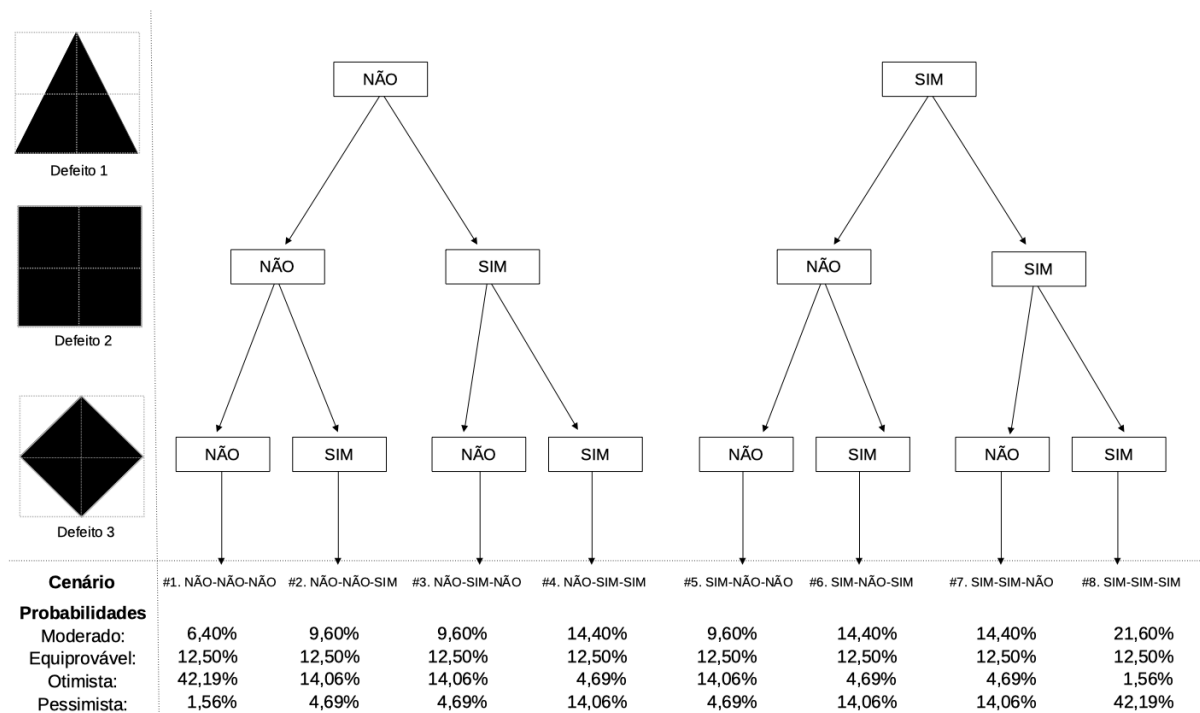 NÃO SIM
Defeito 1
NÃO SIM NÃO SIM
Defeito 2
NÃO SIM NÃO SIM NÃO SIM NÃO SIM
Defeito 3
Cenário #1. NÃO-NÃO-NÃO #2. NÃO-NÃO-SIM #3. NÃO-SIM-NÃO #4. NÃO-SIM-SIM #5. SIM-NÃO-NÃO #6. SIM-NÃO-SIM #7. SIM-SIM-NÃO #8. SIM-SIM-SIM
Probabilidades
Moderado: 6,40% 9,60% 9,60% 14,40% 9,60% 14,40% 14,40% 21,60%
Equiprovável: 12,50% 12,50% 12,50% 12,50% 12,50% 12,50% 12,50% 12,50%
Otimista: 42,19% 14,06% 14,06% 4,69% 14,06% 4,69% 4,69% 1,56%
Pessimista: 1,56% 4,69% 4,69% 14,06% 4,69% 14,06% 14,06% 42,19%